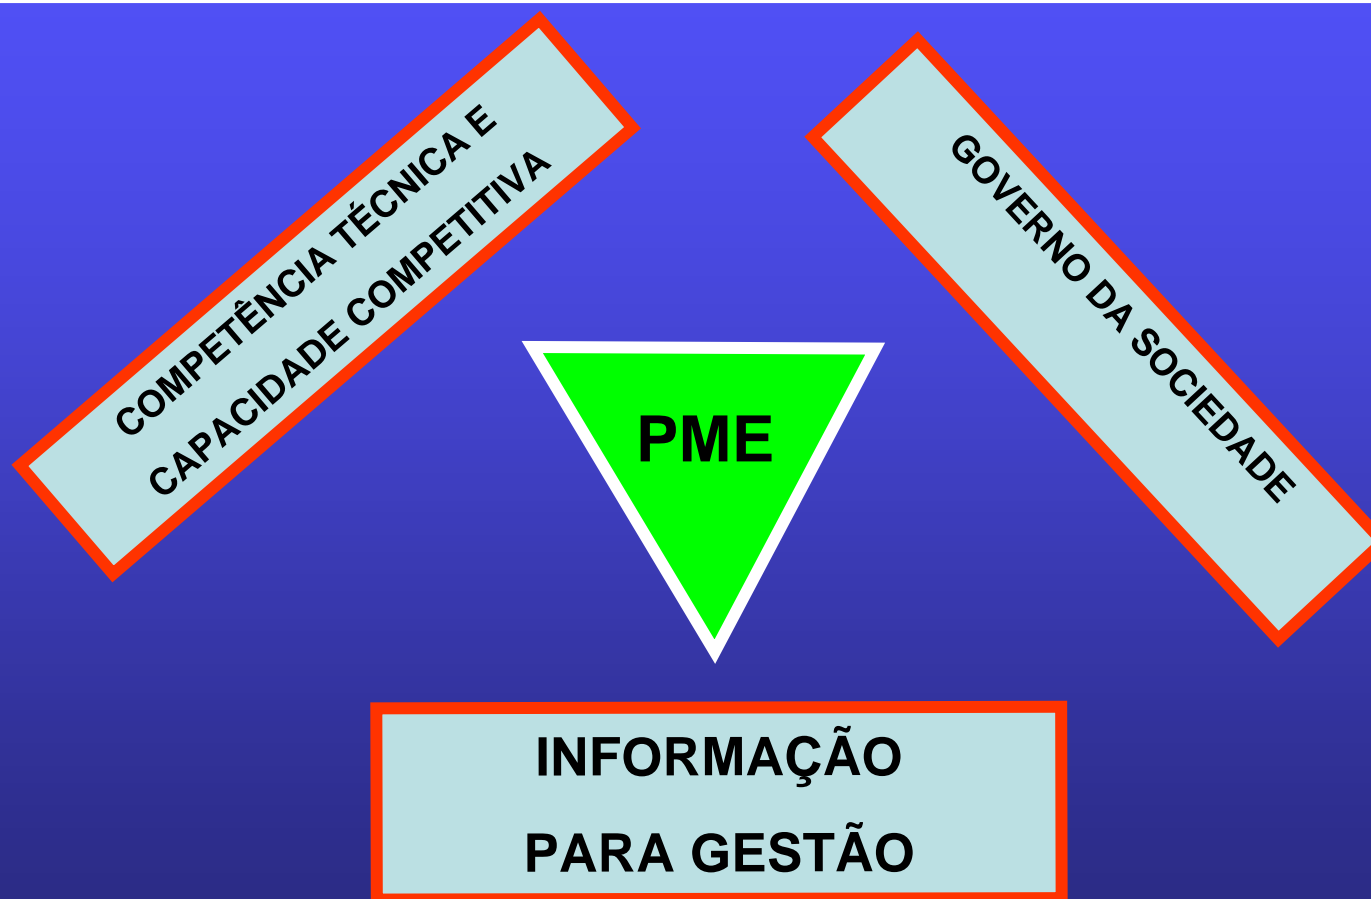 COMPETÊNCIA TÉCNICA E
CAPACIDADE COMPETITIVA
GOVERNO DA SOCIEDADE
PME
INFORMAÇÃO
PARA GESTÃO